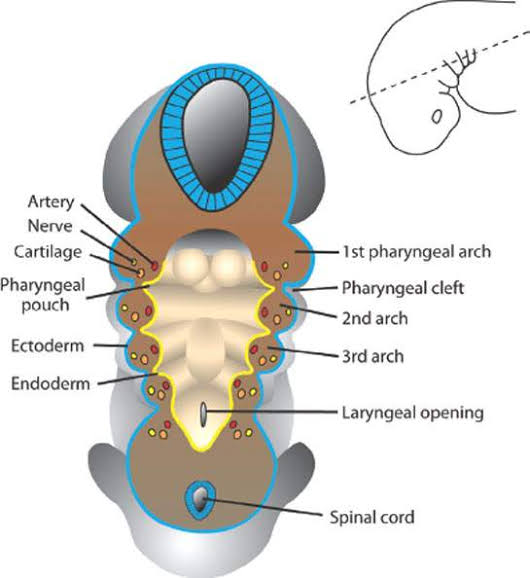 Artery
Nerve
Cartilage
Pharyngeal
pouch
Ectoderm
Endoderm
1st pharyngeal arch
Pharyngeal cleft
2nd arch
3rd arch
Laryngeal opening
Spinal cord